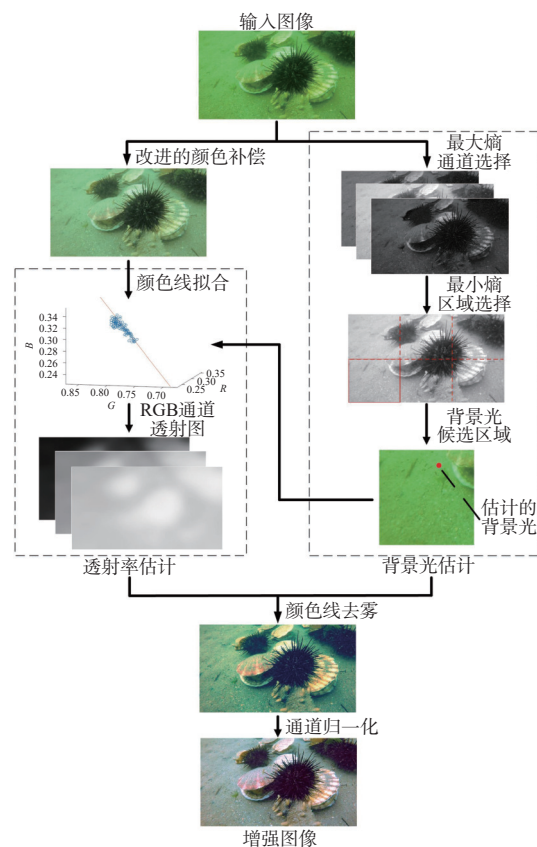 输入图像
改进的颜色补偿
最大熵
通道选择
颜色线拟合
最小熵
区域选择
B
0.34
0.32
0.30
0.28
0.26
0.24
0.85
0.80
0.75
0.70
0.25
0.30
0.35
G
R
RGB通道
透射图
背景光
候选区域
估计的
背景光
透射率估计
背景光估计
颜色线去雾
通道归一化
增强图像